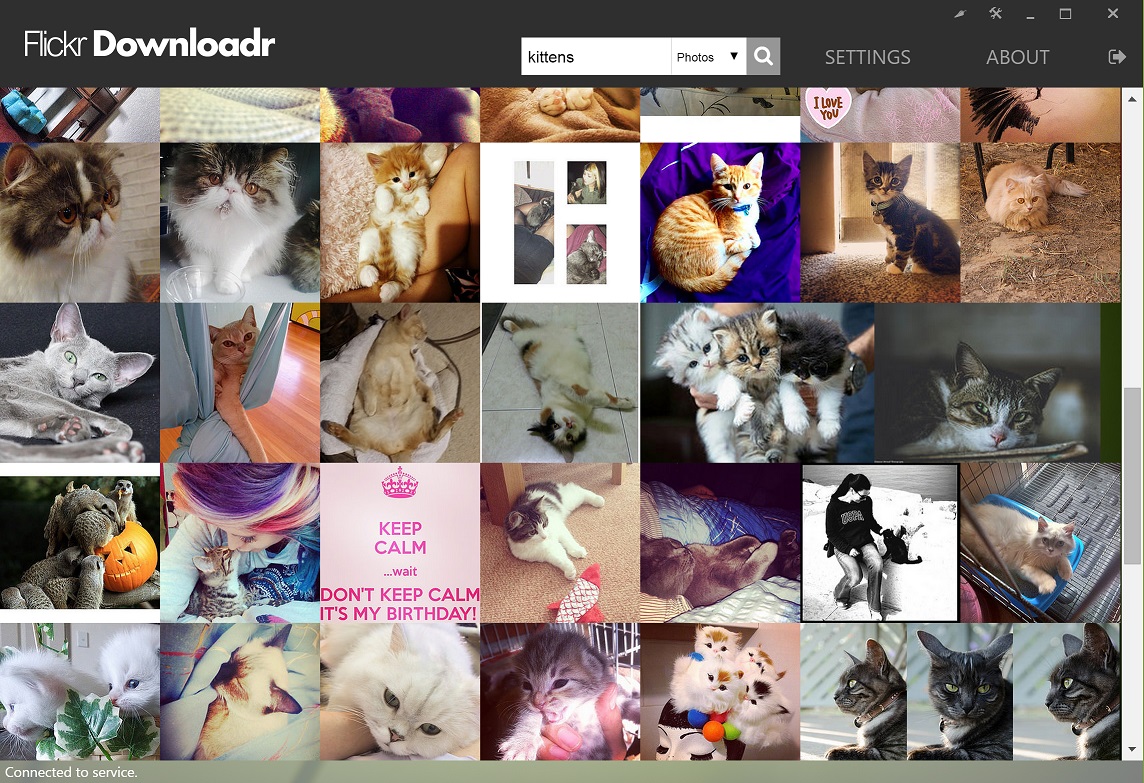 Flickr Downloadr
kittens
Photos
SETTINGS
ABOUT
I LOVE
YOU
KEEP
CALM
...wait
DON'T KEEP CALM
IT'S MY BIRTHDAY!
Connected to service.